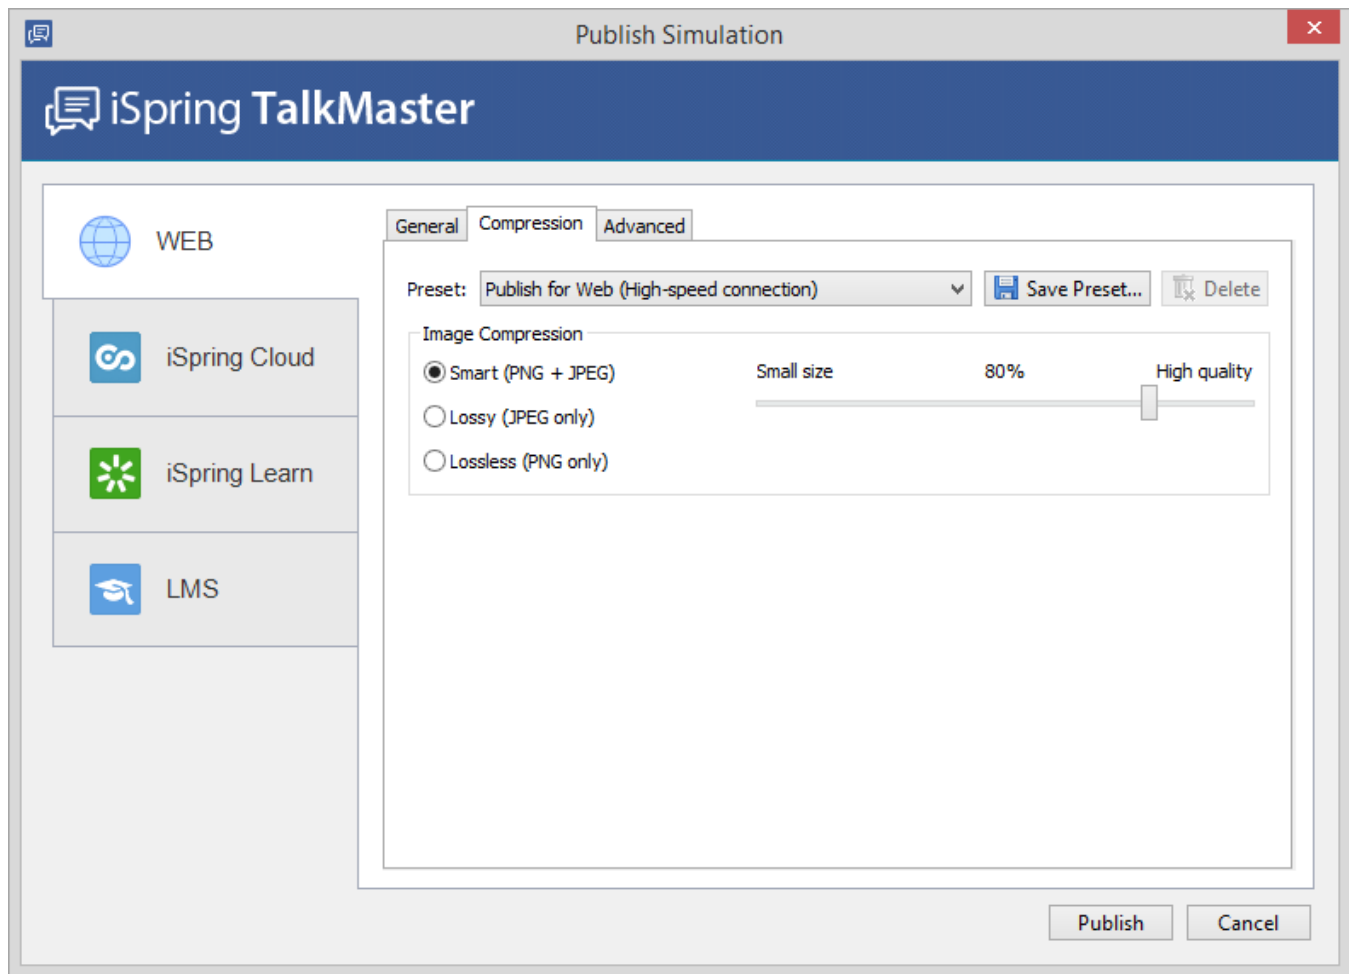 Publish Simulation
iSpring TalkMaster
WEB
iSpring Cloud
iSpring Learn
LMS
General Compression Advanced
Preset: Publish for Web (High-speed connection) Save Preset... Delete
Image Compression
Smart (PNG + JPEG) Small size 80% High quality
Lossy (JPEG only)
Lossless (PNG only)
Publish Cancel